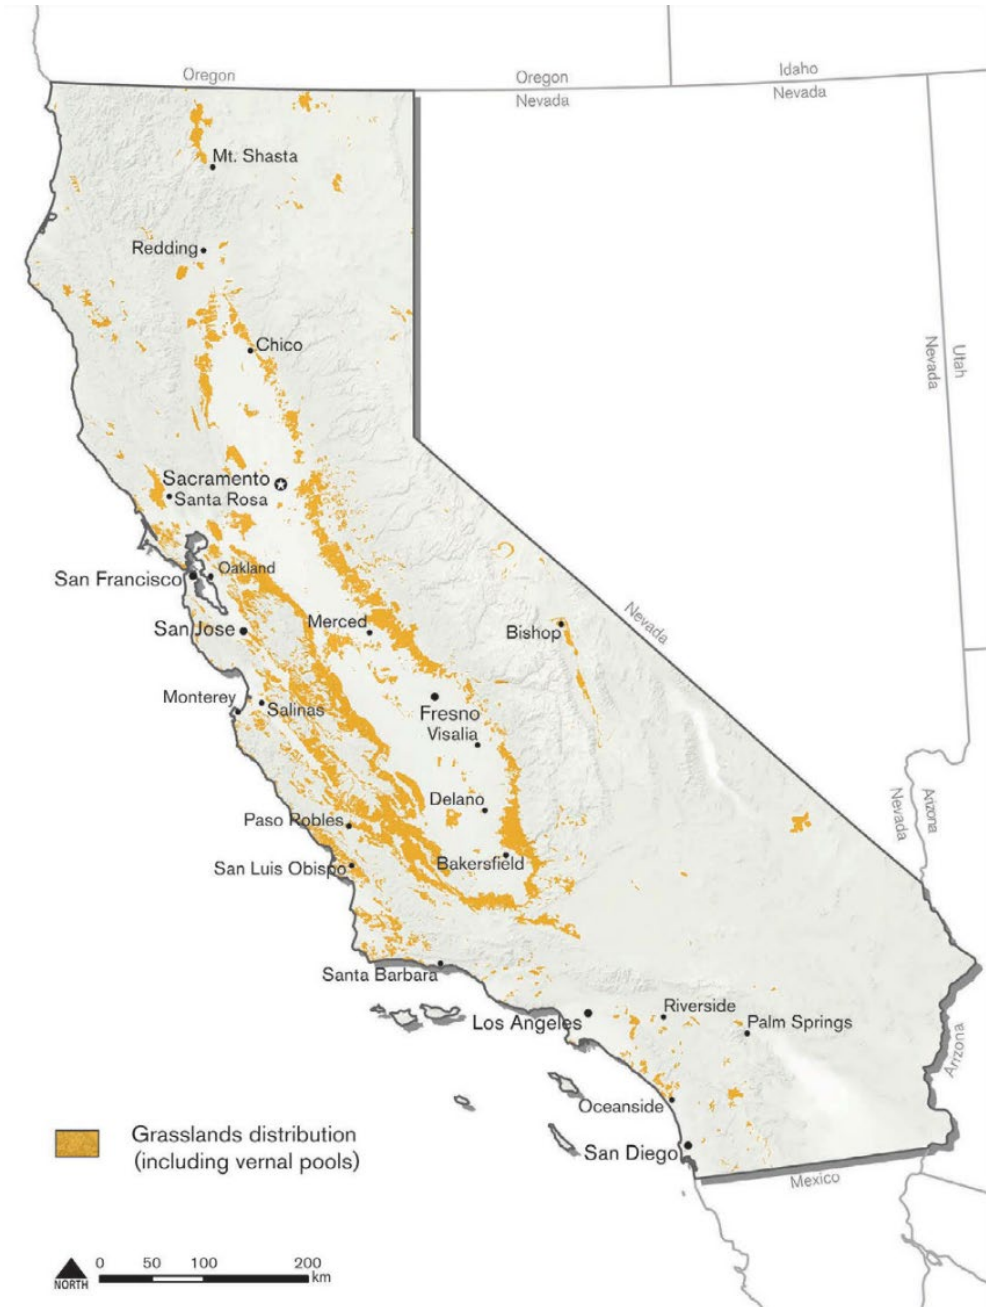 Oregon
Oregon
Idaho
Nevada
Nevada
Mt. Shasta
Redding
Chico
Nevada
Utah
Sacramento
Santa Rosa
Oakland
San Francisco
San Jose
Merced
Bishop
Nevada
Monterey
Salinas
Fresno
Visalia
Delano
Paso Robles
Nevada
Arizona
Bakersfield
San Luis Obispo
Santa Barbara
Los Angeles
Riverside
Palm Springs
Arizona
Oceanside
San Diego
Mexico
Grasslands distribution
(including vernal pools)
NORTH
0 50 100 200
km